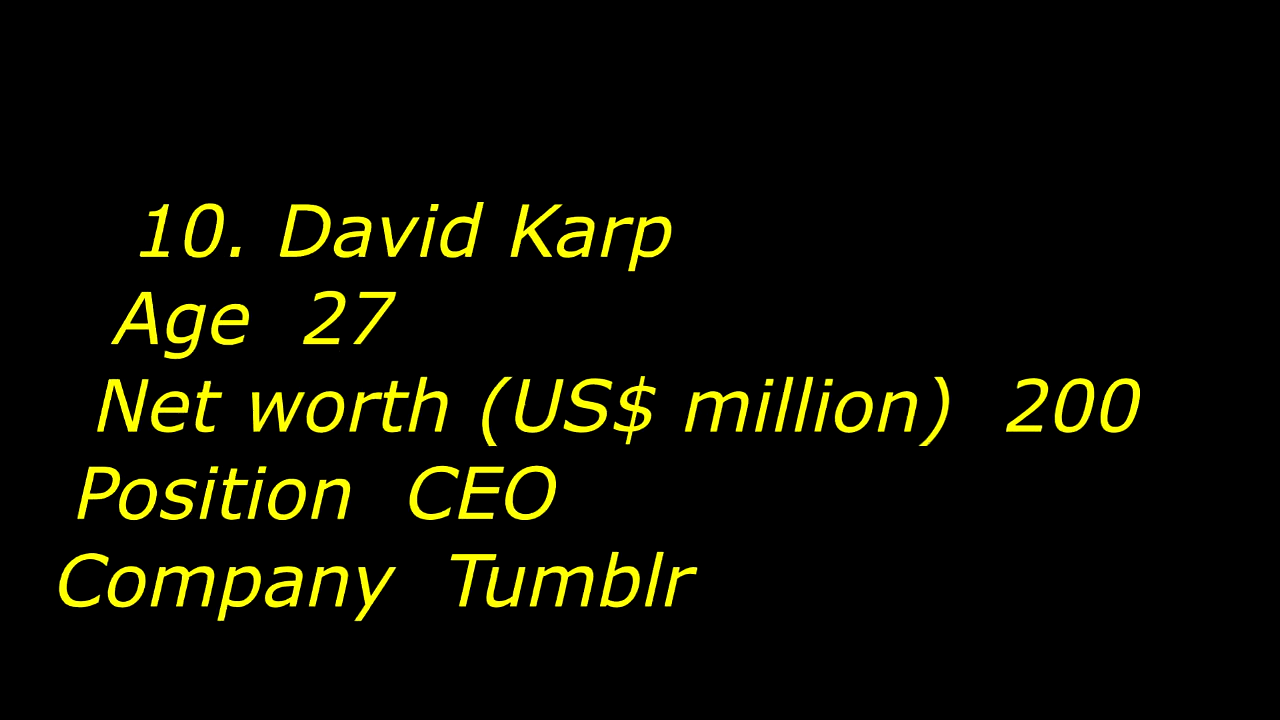 10. David Karp
Age 27
Net worth (US$ million) 200
Position CEO
Company Tumblr